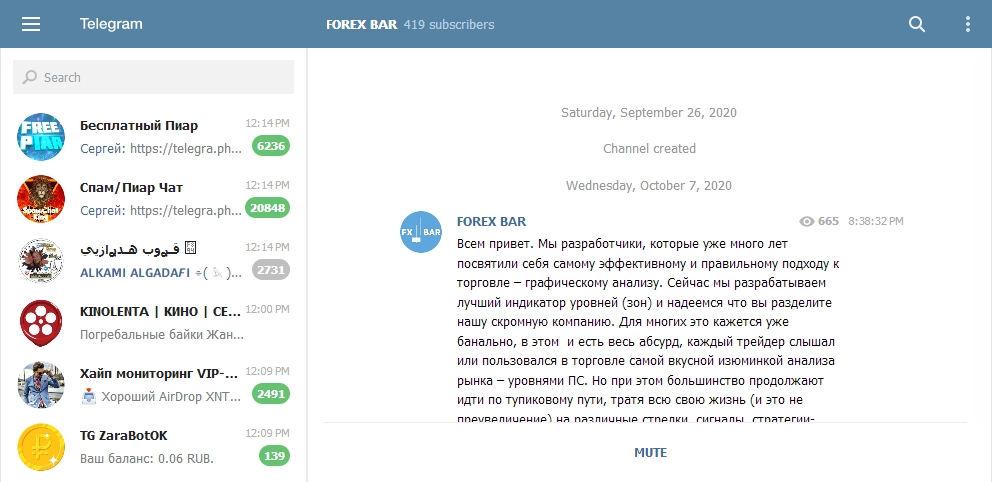 Telegram
FOREX BAR 419 subscribers
Search
FREE
PIAR
Бесплатный Пиар 12:14 PM
Сергей: https://telegra.ph... 6236
Спам/Пиар Чат 12:14 PM
Сергей: https://telegra.ph... 20848
12:14 PM
ALKAMI ALGADAFI 2731
KINOLENTA | КИНО | СЕ... 12:00 PM
Погребальные байки Жан...
Хайп мониторинг VIP-... 12:09 PM
Хороший AirDrop XNT... 2491
TG ZaraBotOK 12:09 PM
Ваш баланс: 0.06 RUB. 139
Saturday, September 26, 2020
Channel created
Wednesday, October 7, 2020
FX BAR
FOREX BAR 665 8:38:32 PM
Всем привет. Мы разработчики, которые уже много лет
посвятили себя самому эффективному и правильному подходу к
торговле – графическому анализу. Сейчас мы разрабатываем
лучший индикатор уровней (зон) и надеемся что вы разделите
нашу скромную компанию. Для многих это кажется уже
банально, в этом и есть весь абсурд, каждый трейдер слышал
или пользовался в торговле самой вкусной изюминкой анализа
рынка – уровнями ПС. Но при этом большинство продолжают
идти по тупиковому пути, тратя всю свою жизнь (и это не
преувеличение) на различные стрелки, сигналы, стратегии-
MUTE